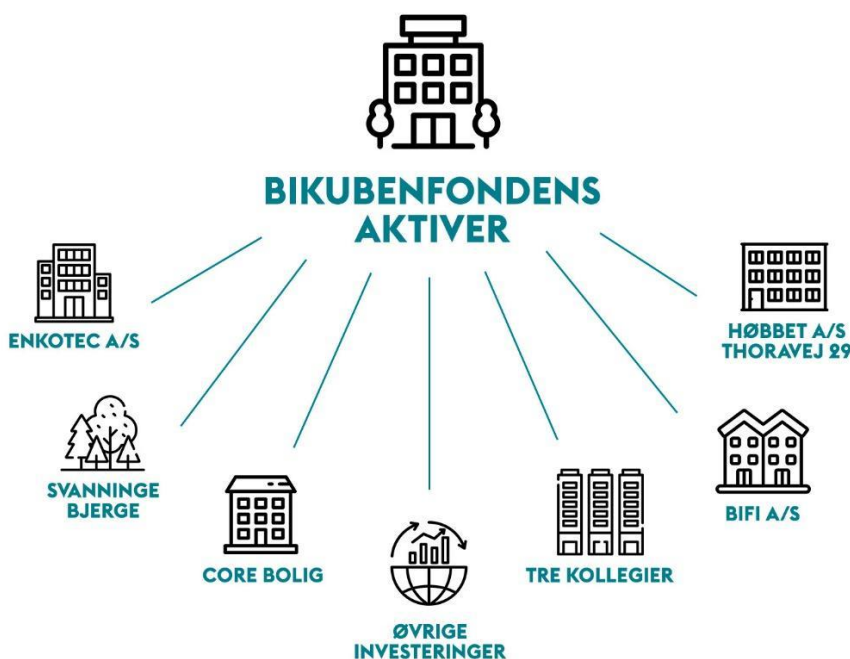 BIKUBENFONDENS
AKTIVER
ENKOTEC A/S
HØBBET A/S
THORAVEJ 29
SVANNINGE
BJERGE
BIFI A/S
CORE BOLIG
TRE KOLLEGIER
ØVRIGE
INVESTERINGER